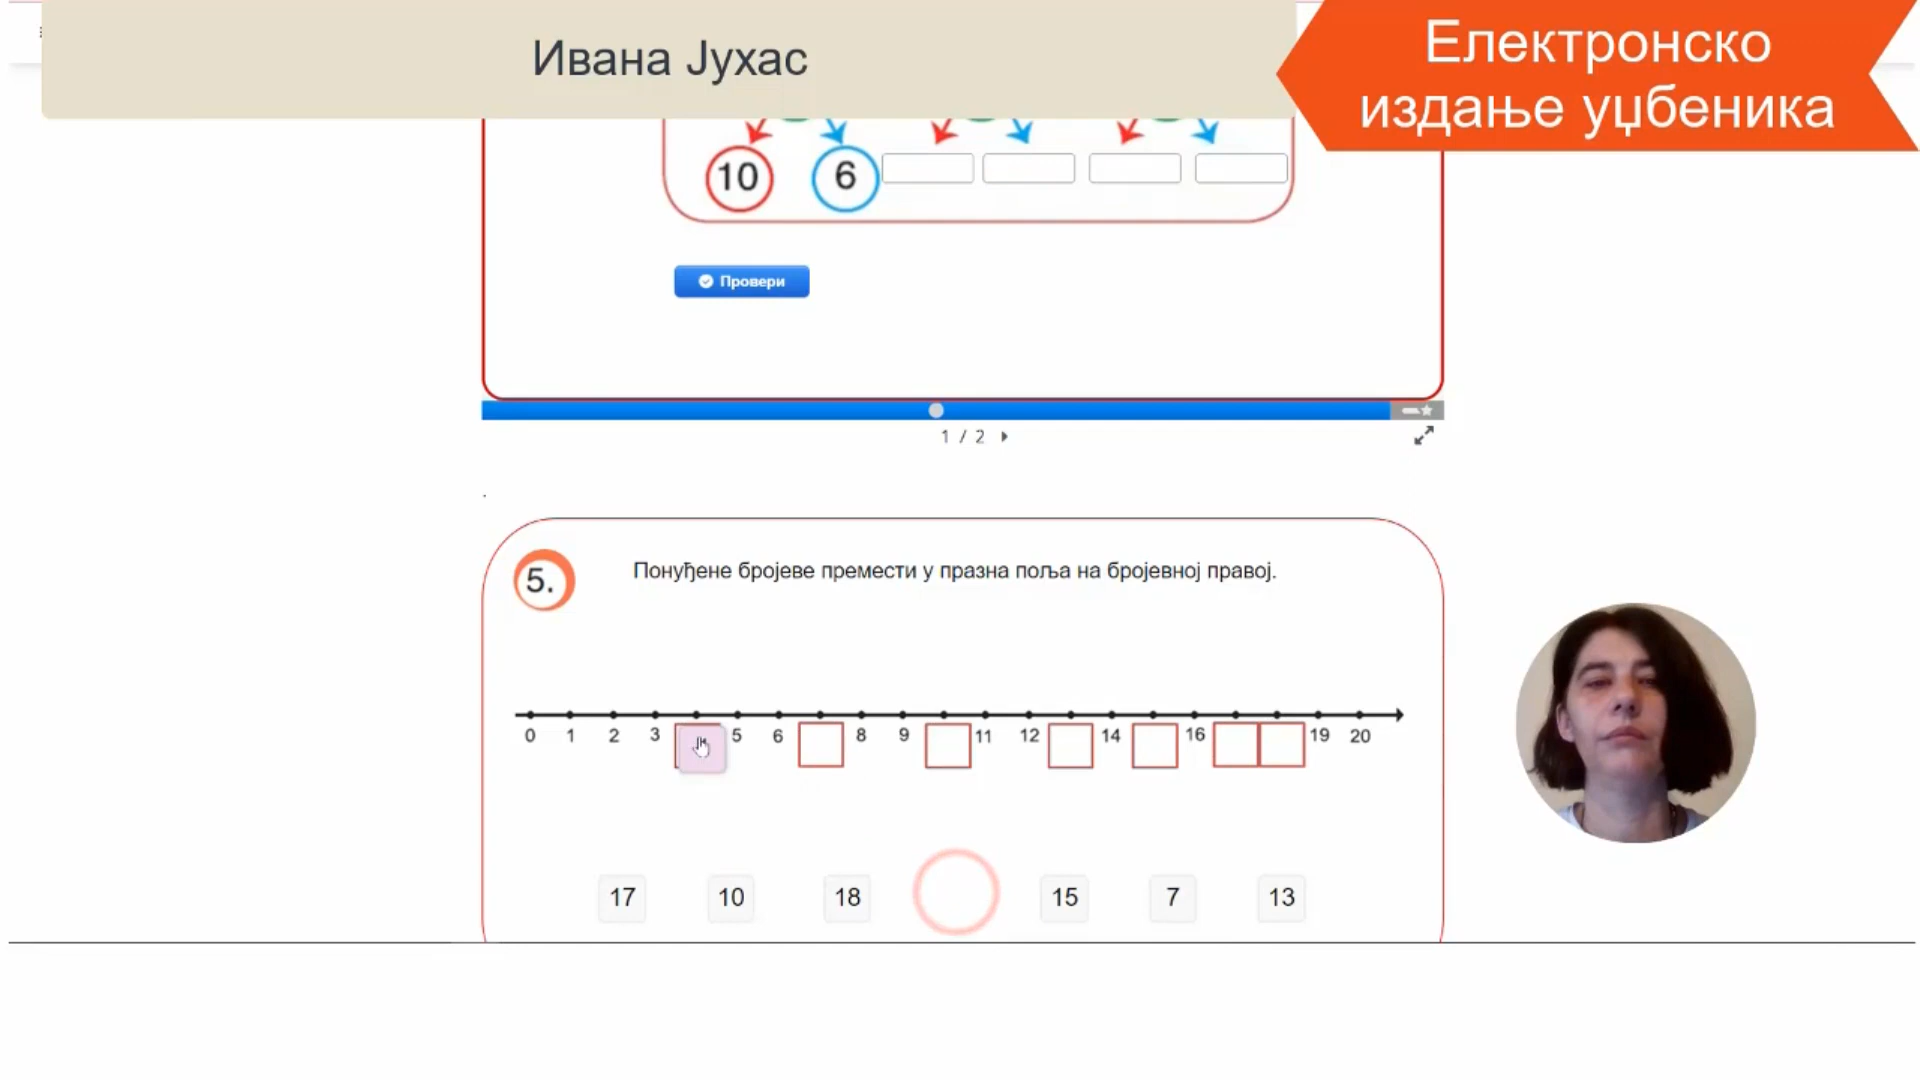 Ивана Јухас
Електронско
издање уџбеника
10 6
Провери
1 / 2
5.
Понуђене бројеве премести у празна поља на бројевној правој.
0 1 2 3 5 6 8 9 11 12 14 16 19 20
17 10 18 15 7 13